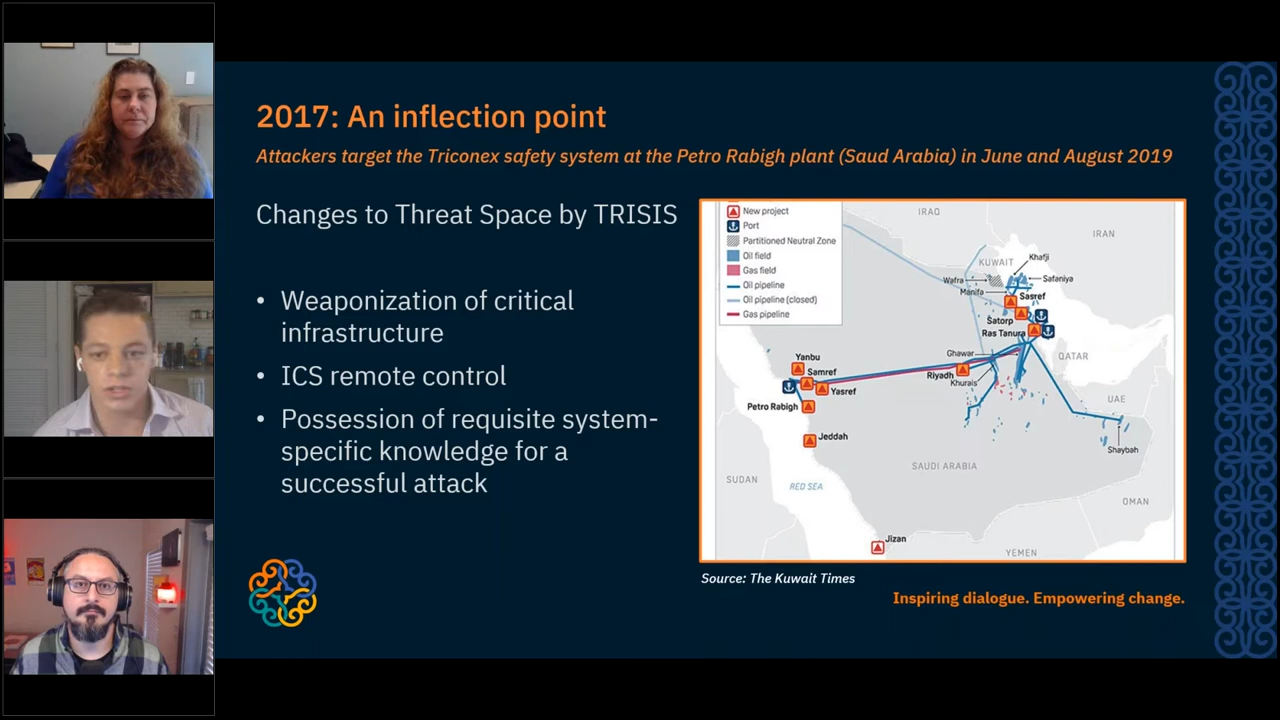 2017: An inflection point
Attackers target the Triconex safety system at the Petro Rabigh plant (Saud Arabia) in June and August 2019
Changes to Threat Space by TRISIS
• Weaponization of critical
infrastructure
• ICS remote control
• Possession of requisite system-
specific knowledge for a
successful attack
New project
Port
Partitioned Neutral Zone
Oil field
Gas field
Oil pipeline
Oil pipeline (closed)
Gas pipeline
IRAQ
IRAN
KUWAIT
Khafji
Wafra
Safaniya
Manifa
Sasref
Satorp
Ras Tanura
Ghawar
QATAR
Yanbu
Samref
Riyadh
Khurais
Yasref
UAE
Petro Rabigh
Jeddah
Shaybah
SAUDI ARABIA
SUDAN
RED SEA
OMAN
Jizan
YEMEN
Source: The Kuwait Times
Inspiring dialogue. Empowering change.